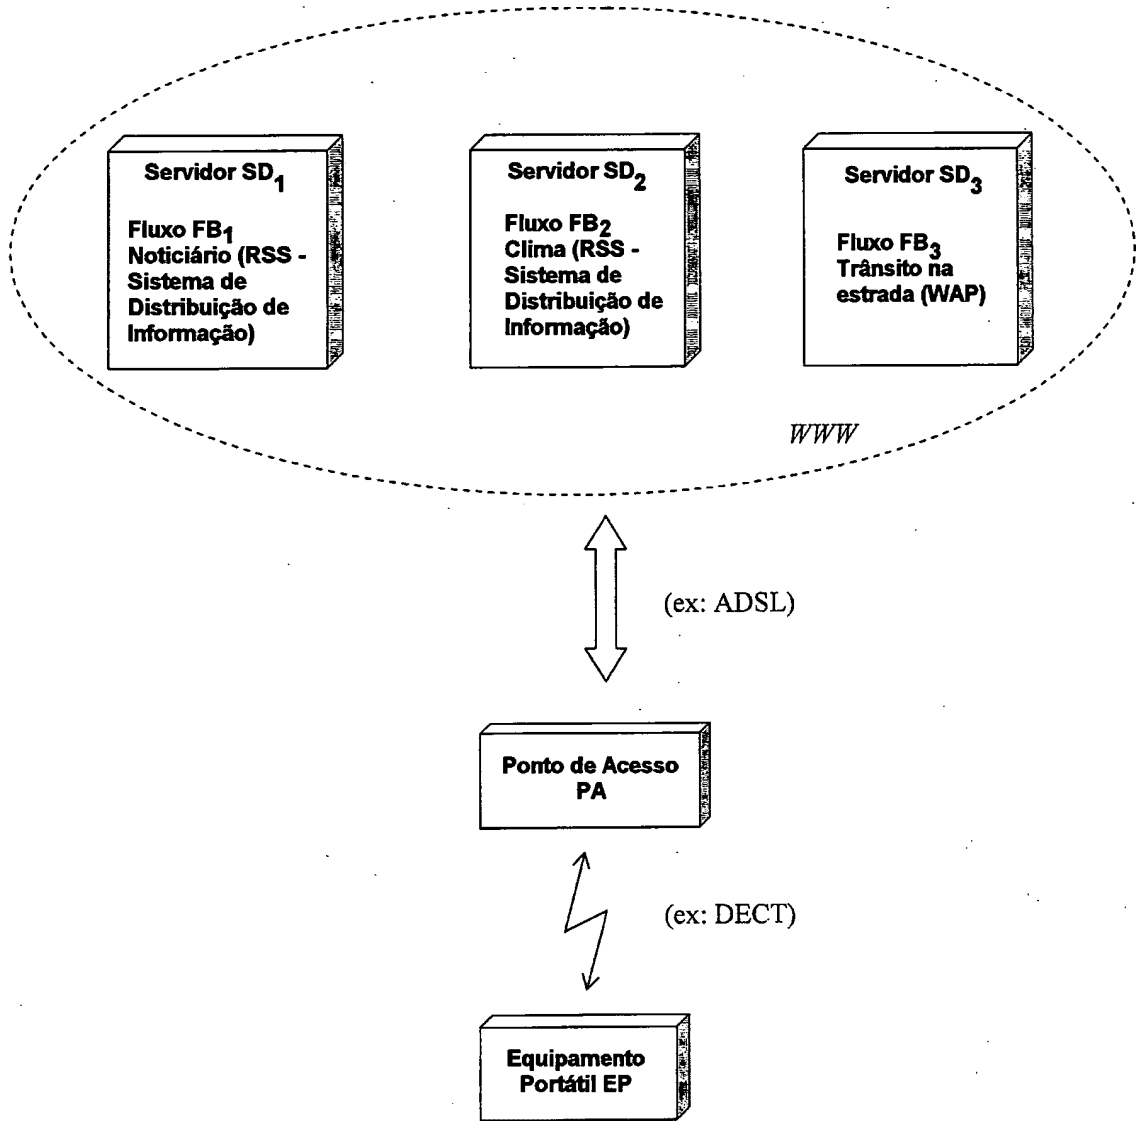 Servidor SD1
Fluxo FB1
Noticiário (RSS -
Sistema de
Distribuição de
Informação)
Servidor SD2
Fluxo FB2
Clima (RSS -
Sistema de
Distribuição de
Informação)
Servidor SD3
Fluxo FB3
Trânsito na
estrada (WAP)
WWW
(ex: ADSL)
Ponto de Acesso
PA
(ex: DECT)
Equipamento
Portátil EP